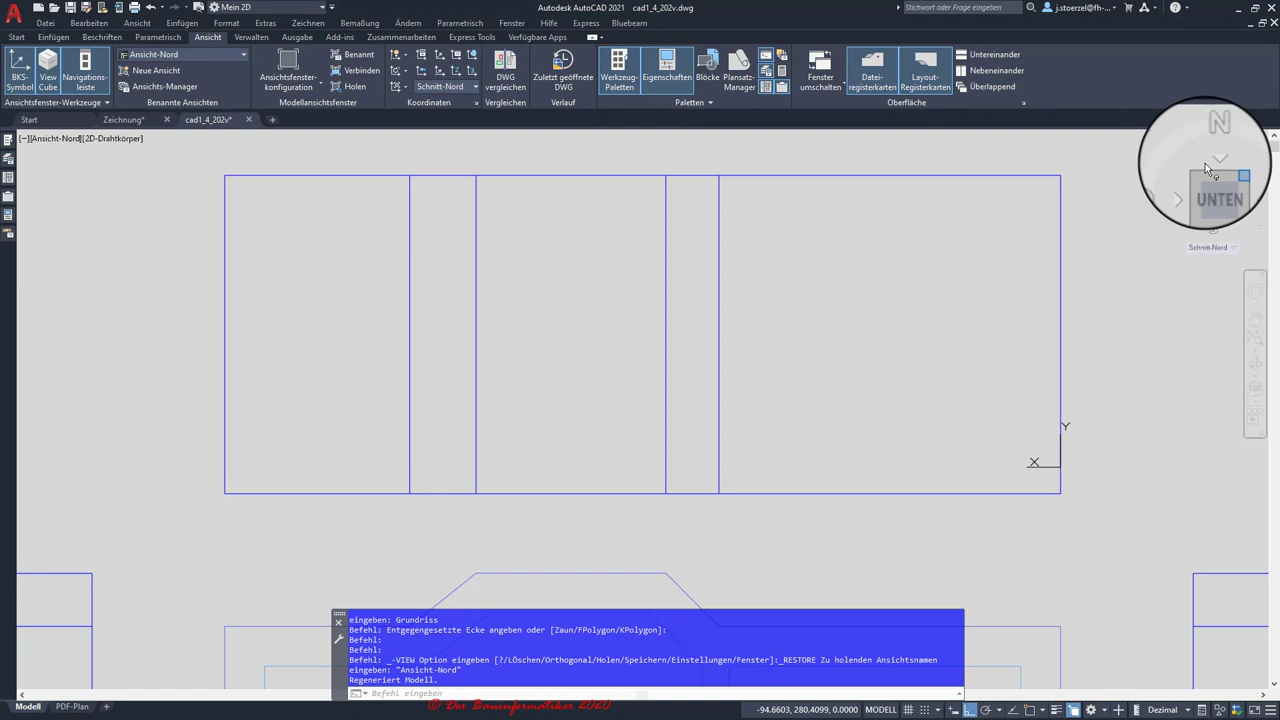 Autodesk AutoCAD 2021 cad1_4_202v.dwg
Mein 2D
Stichwort oder Frage eingeben
j.stoerzel@fh-...
Datei Bearbeiten Ansicht Einfügen Format Extras Zeichnen Bemaßung Ändern Parametrisch Fenster Hilfe Express Bluebeam
Start Einfügen Beschriften Parametrisch Ansicht Verwalten Ausgabe Add-ins Zusammenarbeiten Express Tools Verfügbare Apps
BKS-Symbol
View Cube
Navigations-leiste
Ansichtsfenster-Werkzeuge
Ansicht-Nord
Neue Ansicht
Ansichts-Manager
Benannte Ansichten
Ansichtsfenster-konfiguration
Benannt
Verbinden
Holen
Modellansichtsfenster
Schnitt-Nord
Koordinaten
DWG vergleichen
Vergleichen
Zuletzt geöffnete DWG
Verlauf
Werkzeug-Paletten
Eigenschaften
Blöcke
Plansatz-Manager
Paletten
Fenster umschalten
Datei-registerkarten
Layout-Registerkarten
Untereinander
Nebeneinander
Überlappend
Oberfläche
Start Zeichnung* cad1_4_202v*
[−][Ansicht-Nord][2D-Drahtkörper]
N
UNTEN
Schnitt-Nord
Y
X
eingeben: Grundriss
Befehl: Entgegengesetzte Ecke angeben oder [Zaun/FPolygon/KPolygon]:
Befehl:
Befehl:
Befehl: _-VIEW Option eingeben [?/LÖschen/Orthogonal/Holen/Speichern/Einstellungen/Fenster]:_RESTORE Zu holenden Ansichtsnamen
eingeben: "Ansicht-Nord"
Regeneriert Modell.
Befehl eingeben
© Der Bauinformatiker 2020
Modell PDF-Plan
-94.6603, 280.4099, 0.0000 MODELL
Dezimal